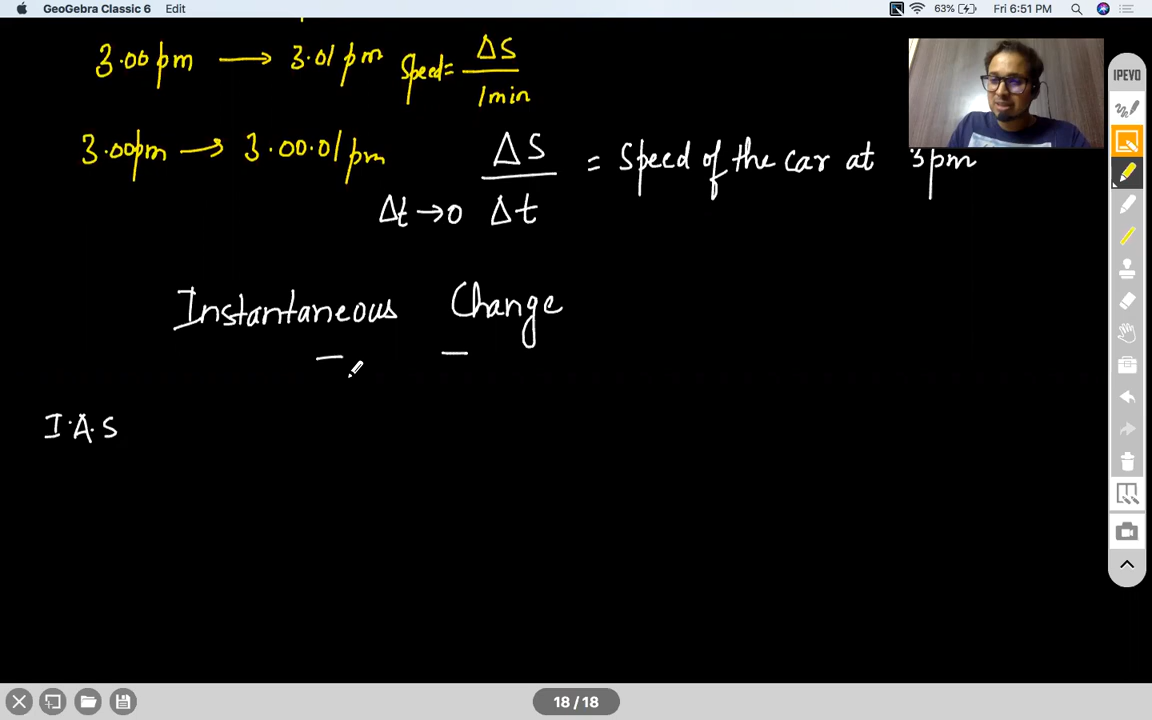 GeoGebra Classic 6 Edit 63% Fri 6:51 PM
3.00 pm → 3.01 pm Speed = ΔS / 1 min
IPEVO
3.00pm → 3.00.01 pm Δt→0 ΔS / Δt = Speed of the car at 3pm
Instantaneous Change
I.A.S
18 / 18